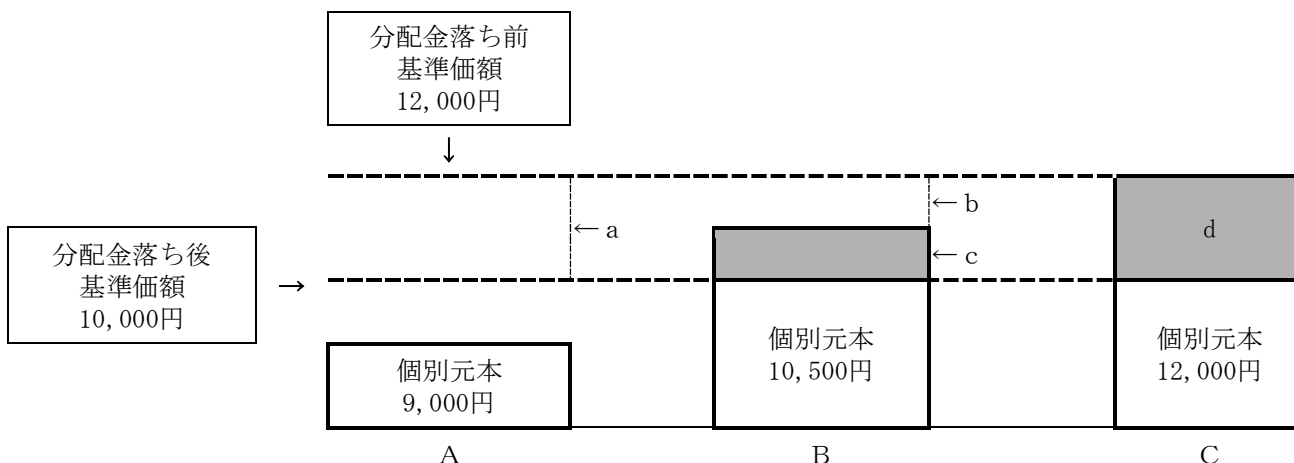 分配金落ち前
基準価額
12,000円
↓
← b
← a
d
分配金落ち後
基準価額
10,000円
→
← c
個別元本
10,500円
個別元本
12,000円
個別元本
9,000円
A
B
C